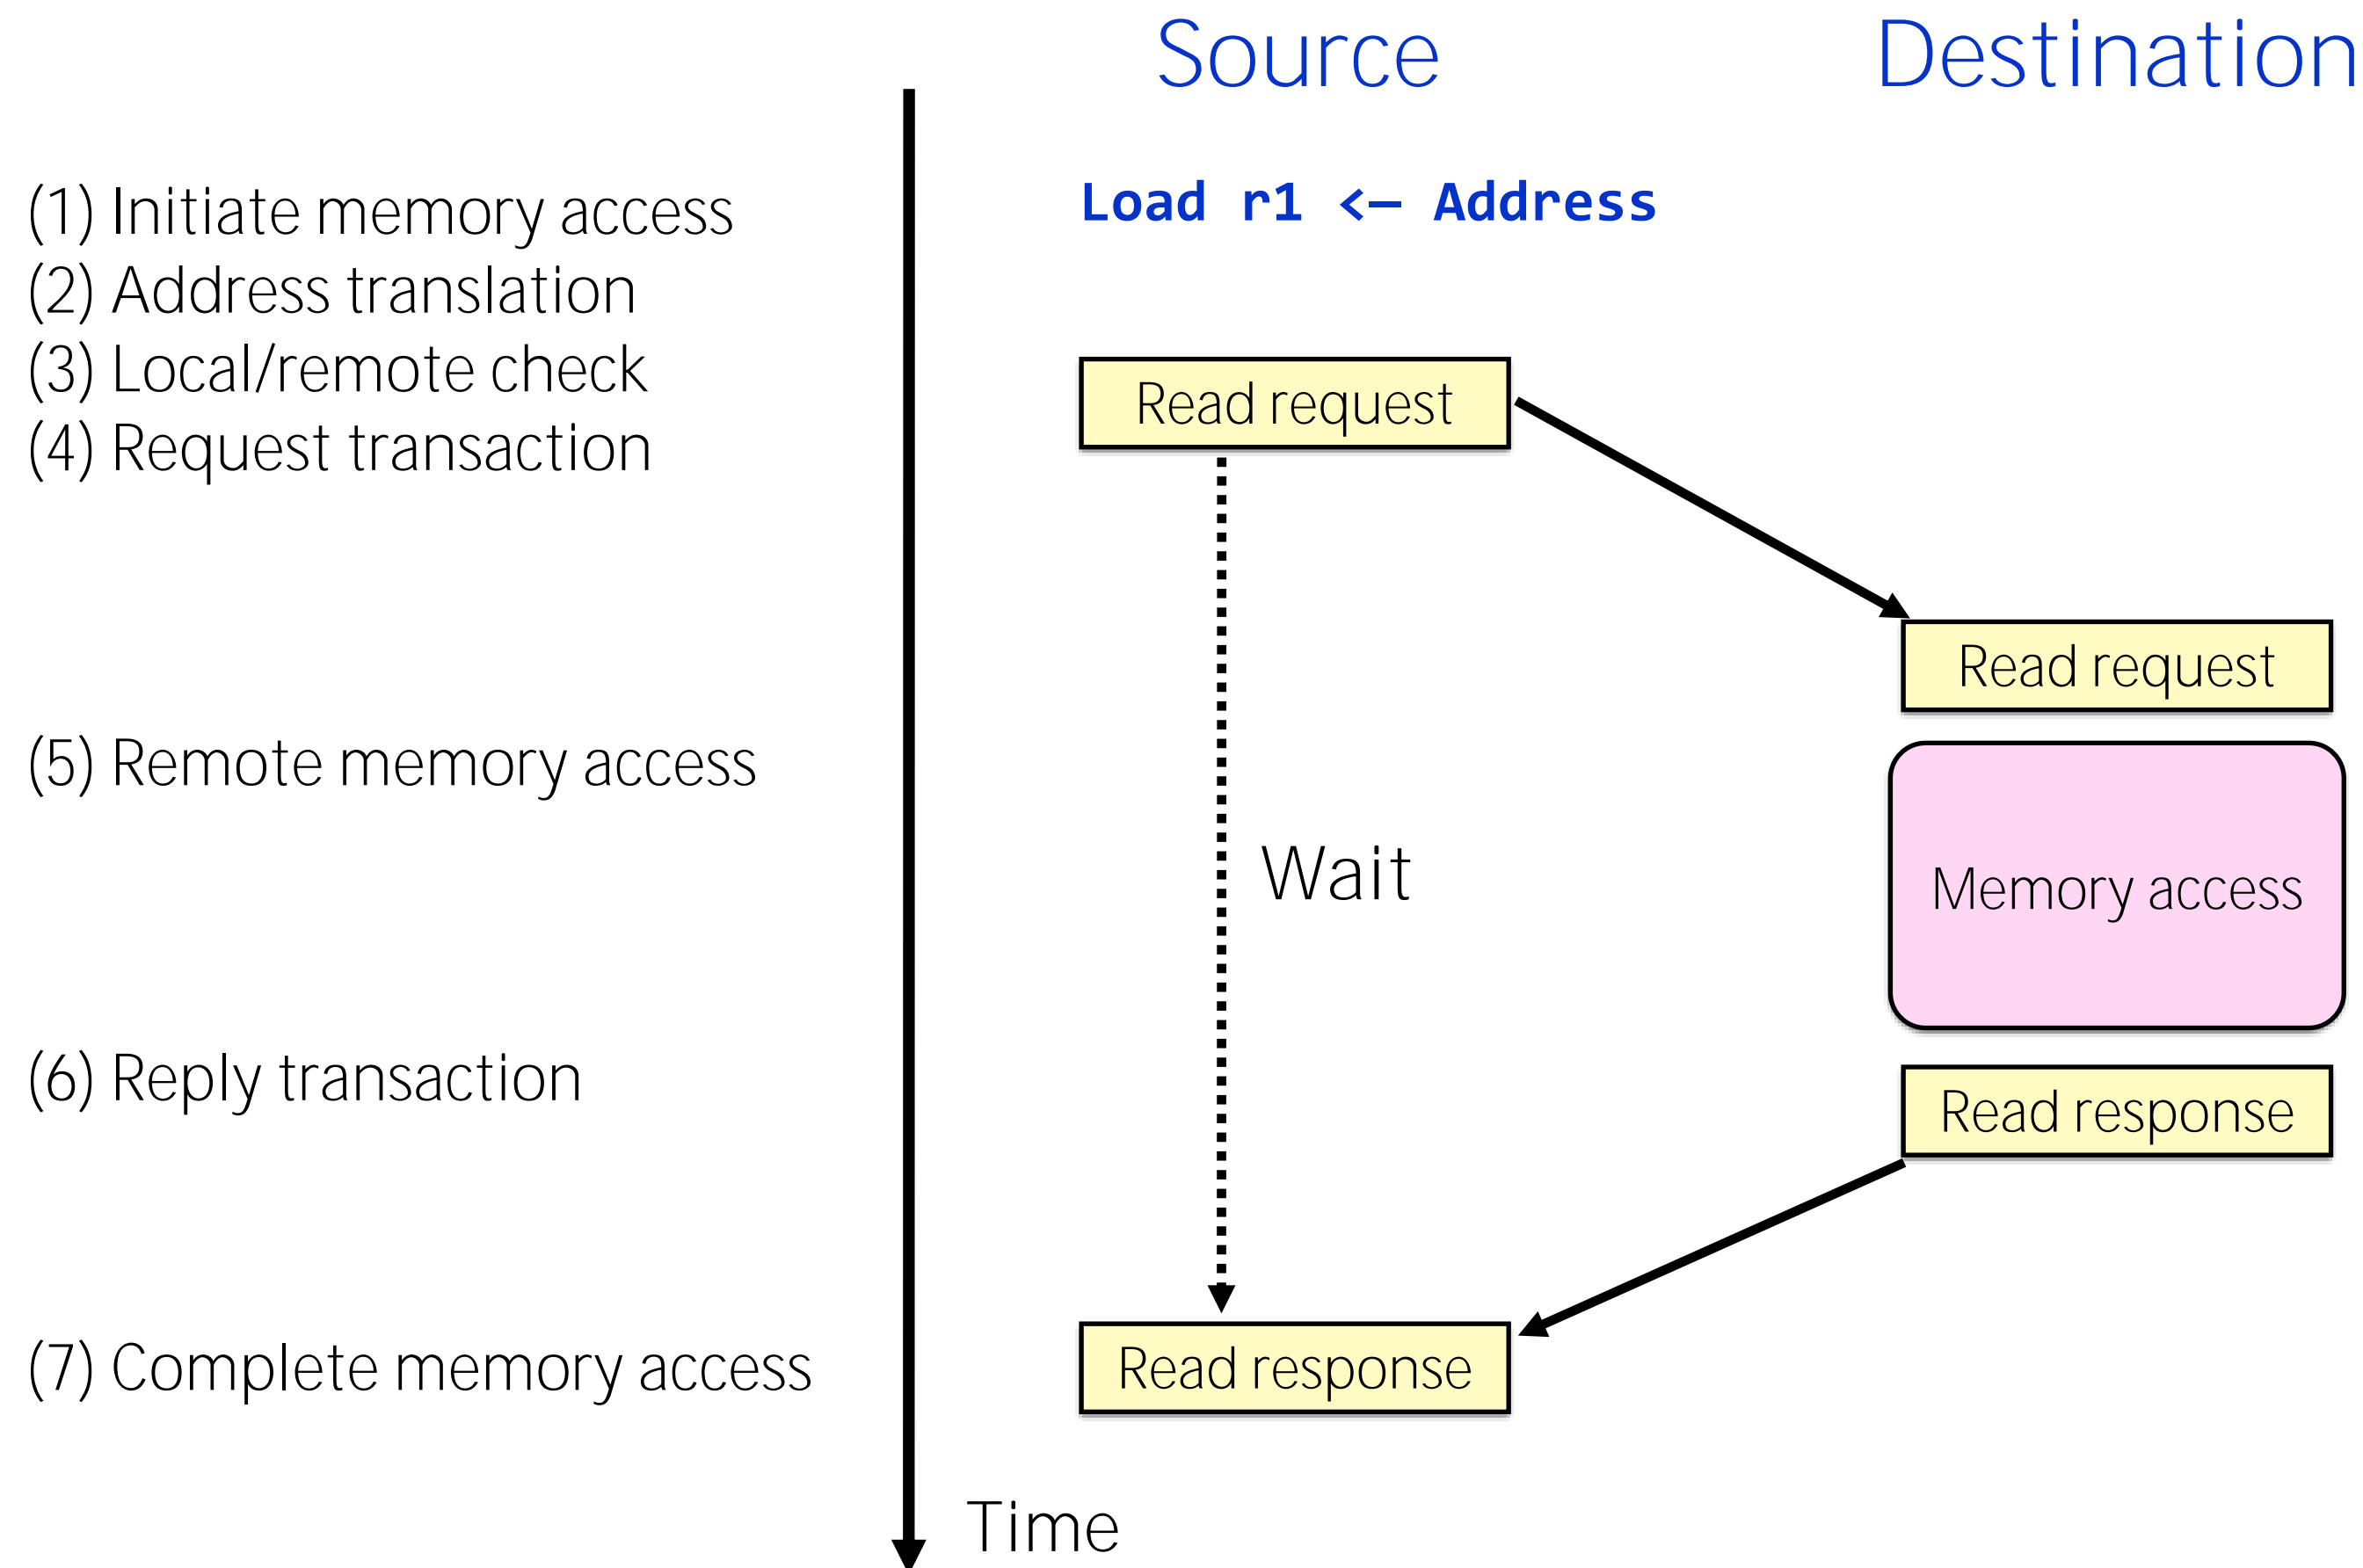 Source
Destination
Load r1 <– Address
(1) Initiate memory access
(2) Address translation
(3) Local/remote check
(4) Request transaction
Read request
Read request
(5) Remote memory access
Wait
Memory access
(6) Reply transaction
Read response
(7) Complete memory access
Read response
Time